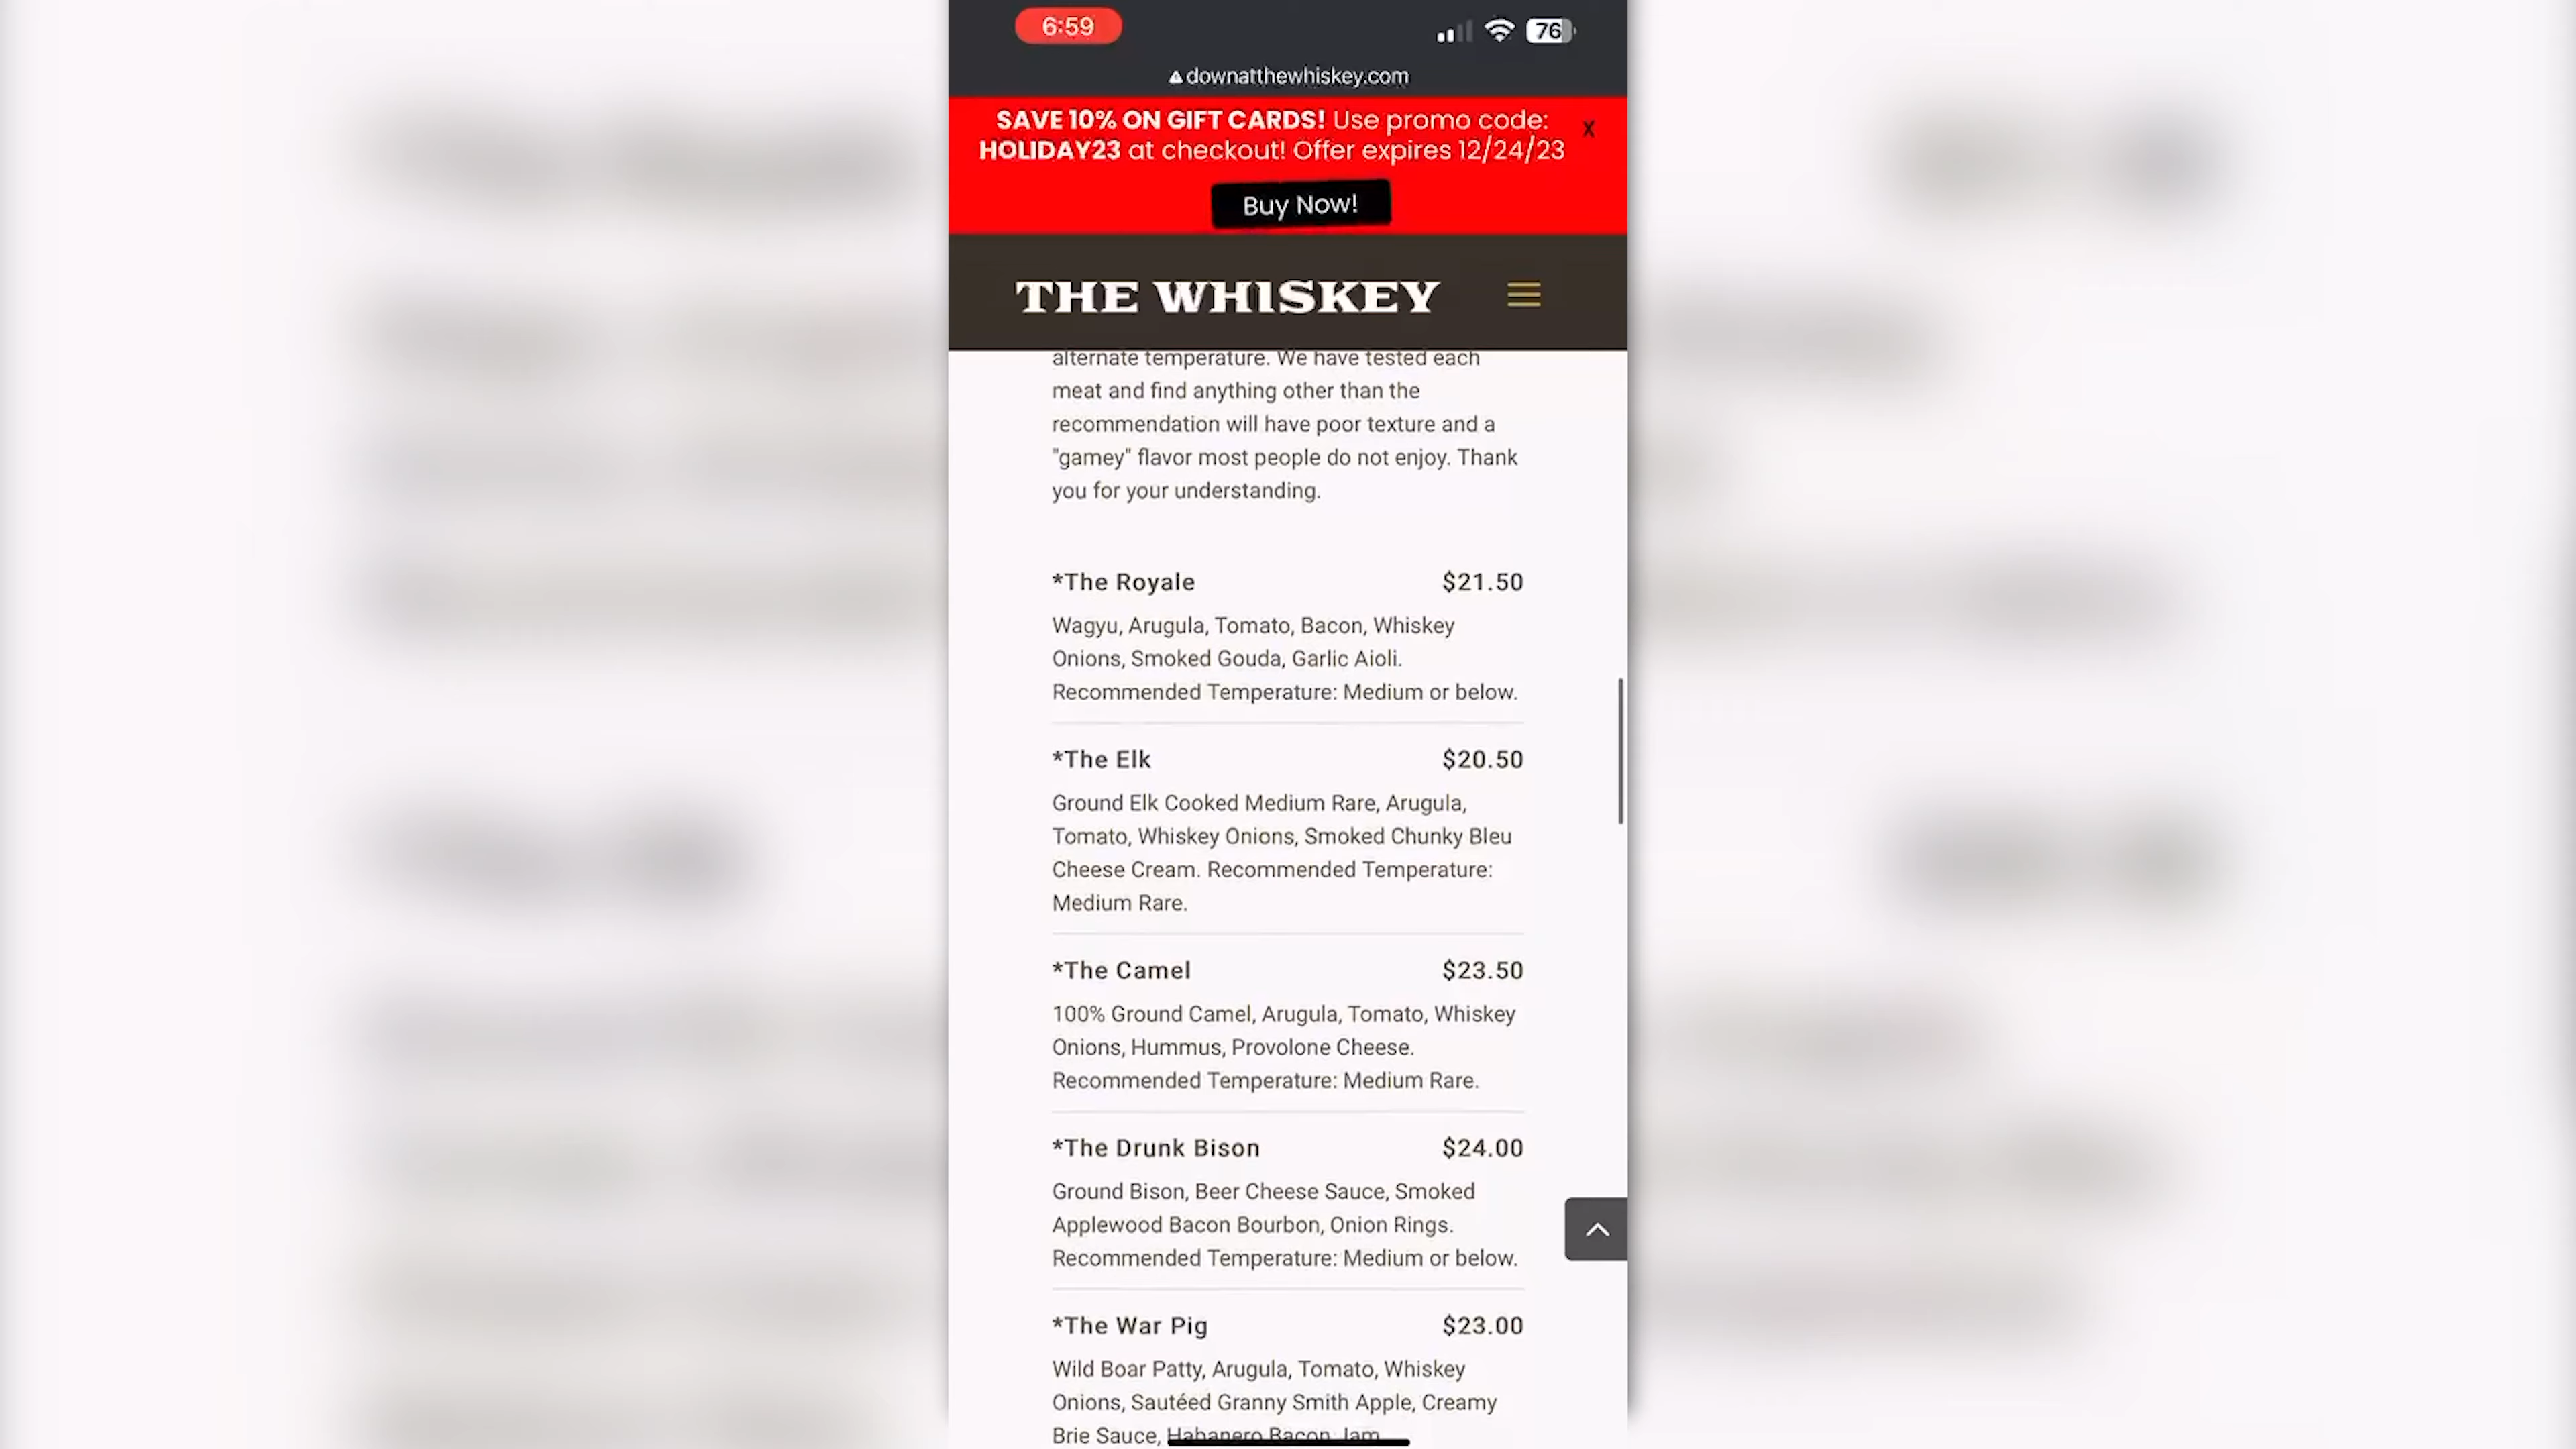 6:59
76
downatthewhiskey.com
SAVE 10% ON GIFT CARDS! Use promo code:
HOLIDAY23 at checkout! Offer expires 12/24/23
X
Buy Now!
THE WHISKEY
alternate temperature. We have tested each
meat and find anything other than the
recommendation will have poor texture and a
"gamey" flavor most people do not enjoy. Thank
you for your understanding.
*The Royale $21.50
Wagyu, Arugula, Tomato, Bacon, Whiskey
Onions, Smoked Gouda, Garlic Aioli.
Recommended Temperature: Medium or below.
*The Elk $20.50
Ground Elk Cooked Medium Rare, Arugula,
Tomato, Whiskey Onions, Smoked Chunky Bleu
Cheese Cream. Recommended Temperature:
Medium Rare.
*The Camel $23.50
100% Ground Camel, Arugula, Tomato, Whiskey
Onions, Hummus, Provolone Cheese.
Recommended Temperature: Medium Rare.
*The Drunk Bison $24.00
Ground Bison, Beer Cheese Sauce, Smoked
Applewood Bacon Bourbon, Onion Rings.
Recommended Temperature: Medium or below.
*The War Pig $23.00
Wild Boar Patty, Arugula, Tomato, Whiskey
Onions, Sautéed Granny Smith Apple, Creamy
Brie Sauce, Habanero Bacon Jam.